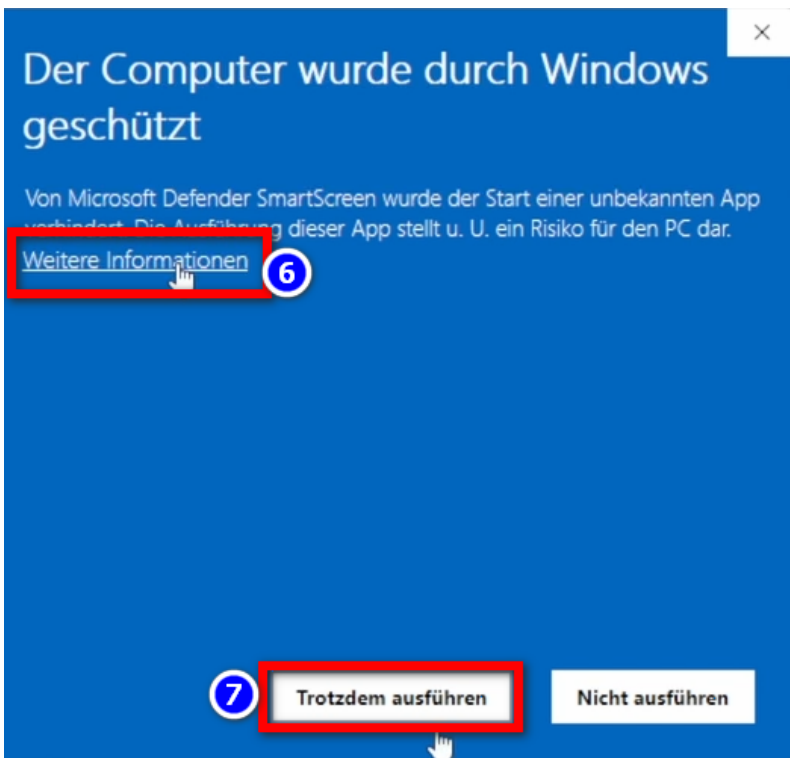 Der Computer wurde durch Windows
geschützt
Von Microsoft Defender SmartScreen wurde der Start einer unbekannten App
verhindert. Die Ausführung dieser App stellt u. U. ein Risiko für den PC dar.
Weitere Informationen
6
7
Trotzdem ausführen
Nicht ausführen